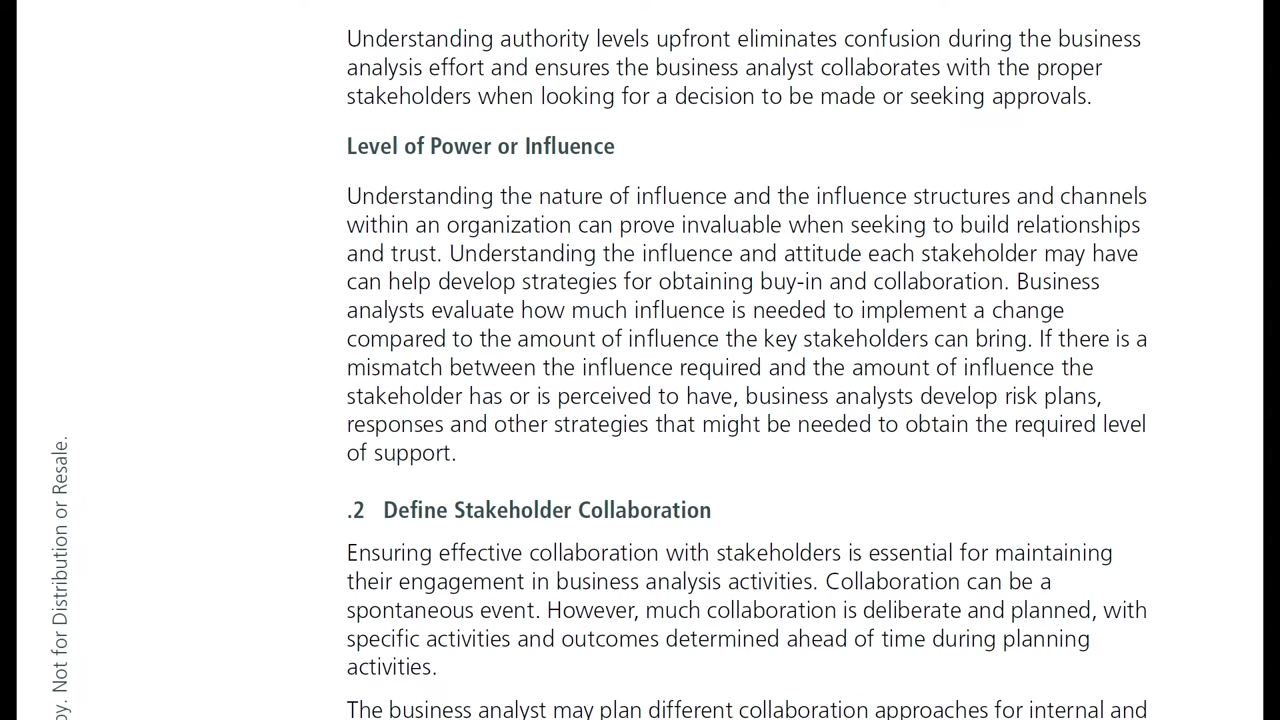 Understanding authority levels upfront eliminates confusion during the business
analysis effort and ensures the business analyst collaborates with the proper
stakeholders when looking for a decision to be made or seeking approvals.
Level of Power or Influence
Understanding the nature of influence and the influence structures and channels
within an organization can prove invaluable when seeking to build relationships
and trust. Understanding the influence and attitude each stakeholder may have
can help develop strategies for obtaining buy-in and collaboration. Business
analysts evaluate how much influence is needed to implement a change
compared to the amount of influence the key stakeholders can bring. If there is a
mismatch between the influence required and the amount of influence the
stakeholder has or is perceived to have, business analysts develop risk plans,
responses and other strategies that might be needed to obtain the required level
of support.
.2 Define Stakeholder Collaboration
Ensuring effective collaboration with stakeholders is essential for maintaining
their engagement in business analysis activities. Collaboration can be a
spontaneous event. However, much collaboration is deliberate and planned, with
specific activities and outcomes determined ahead of time during planning
activities.
The business analyst may plan different collaboration approaches for internal and
py. Not for Distribution or Resale.